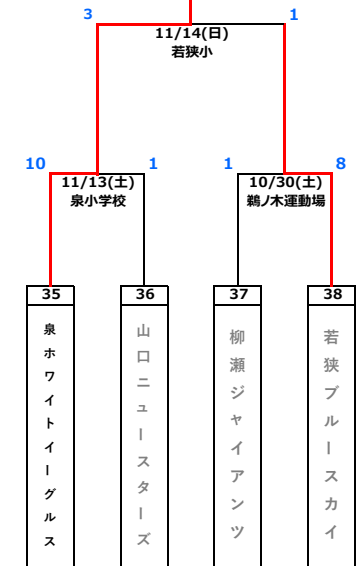 3
1
11/14(日)
若狭小
10
1
1
8
11/13(土)
泉小学校
10/30(土)
鵜ノ木運動場
35
36
37
38
泉ホワイトイーグルス
山口ニュースターズ
柳瀬ジャイアンツ
若狭ブルースカイ